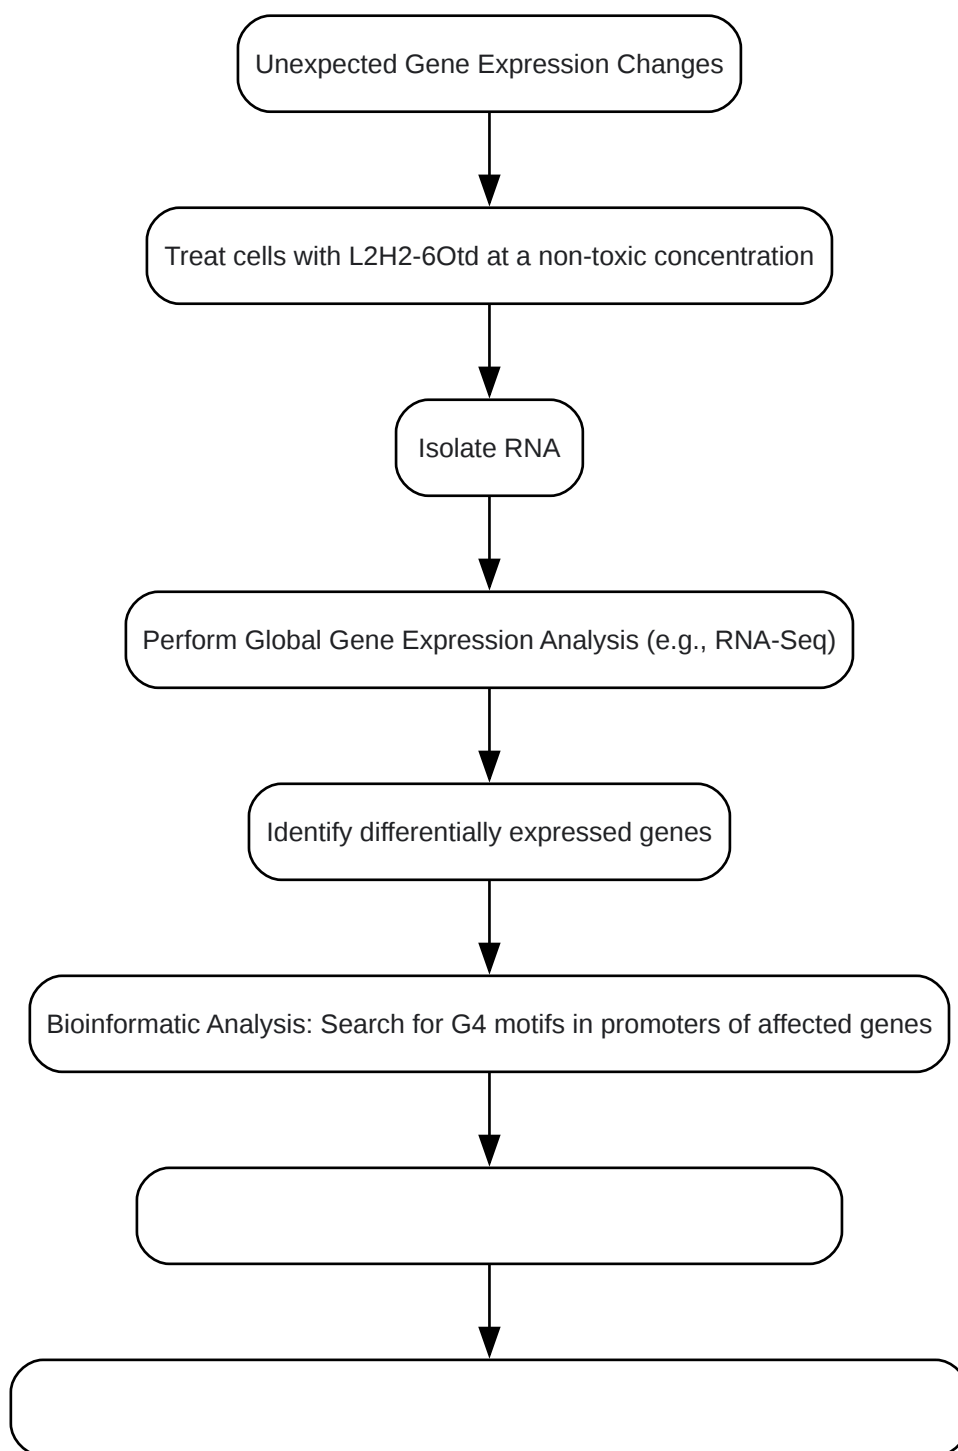 Unexpected Gene Expression Changes
Treat cells with L2H2-6Otd at a non-toxic concentration
Isolate RNA
Perform Global Gene Expression Analysis (e.g., RNA-Seq)
Identify differentially expressed genes
Bioinformatic Analysis: Search for G4 motifs in promoters of affected genes